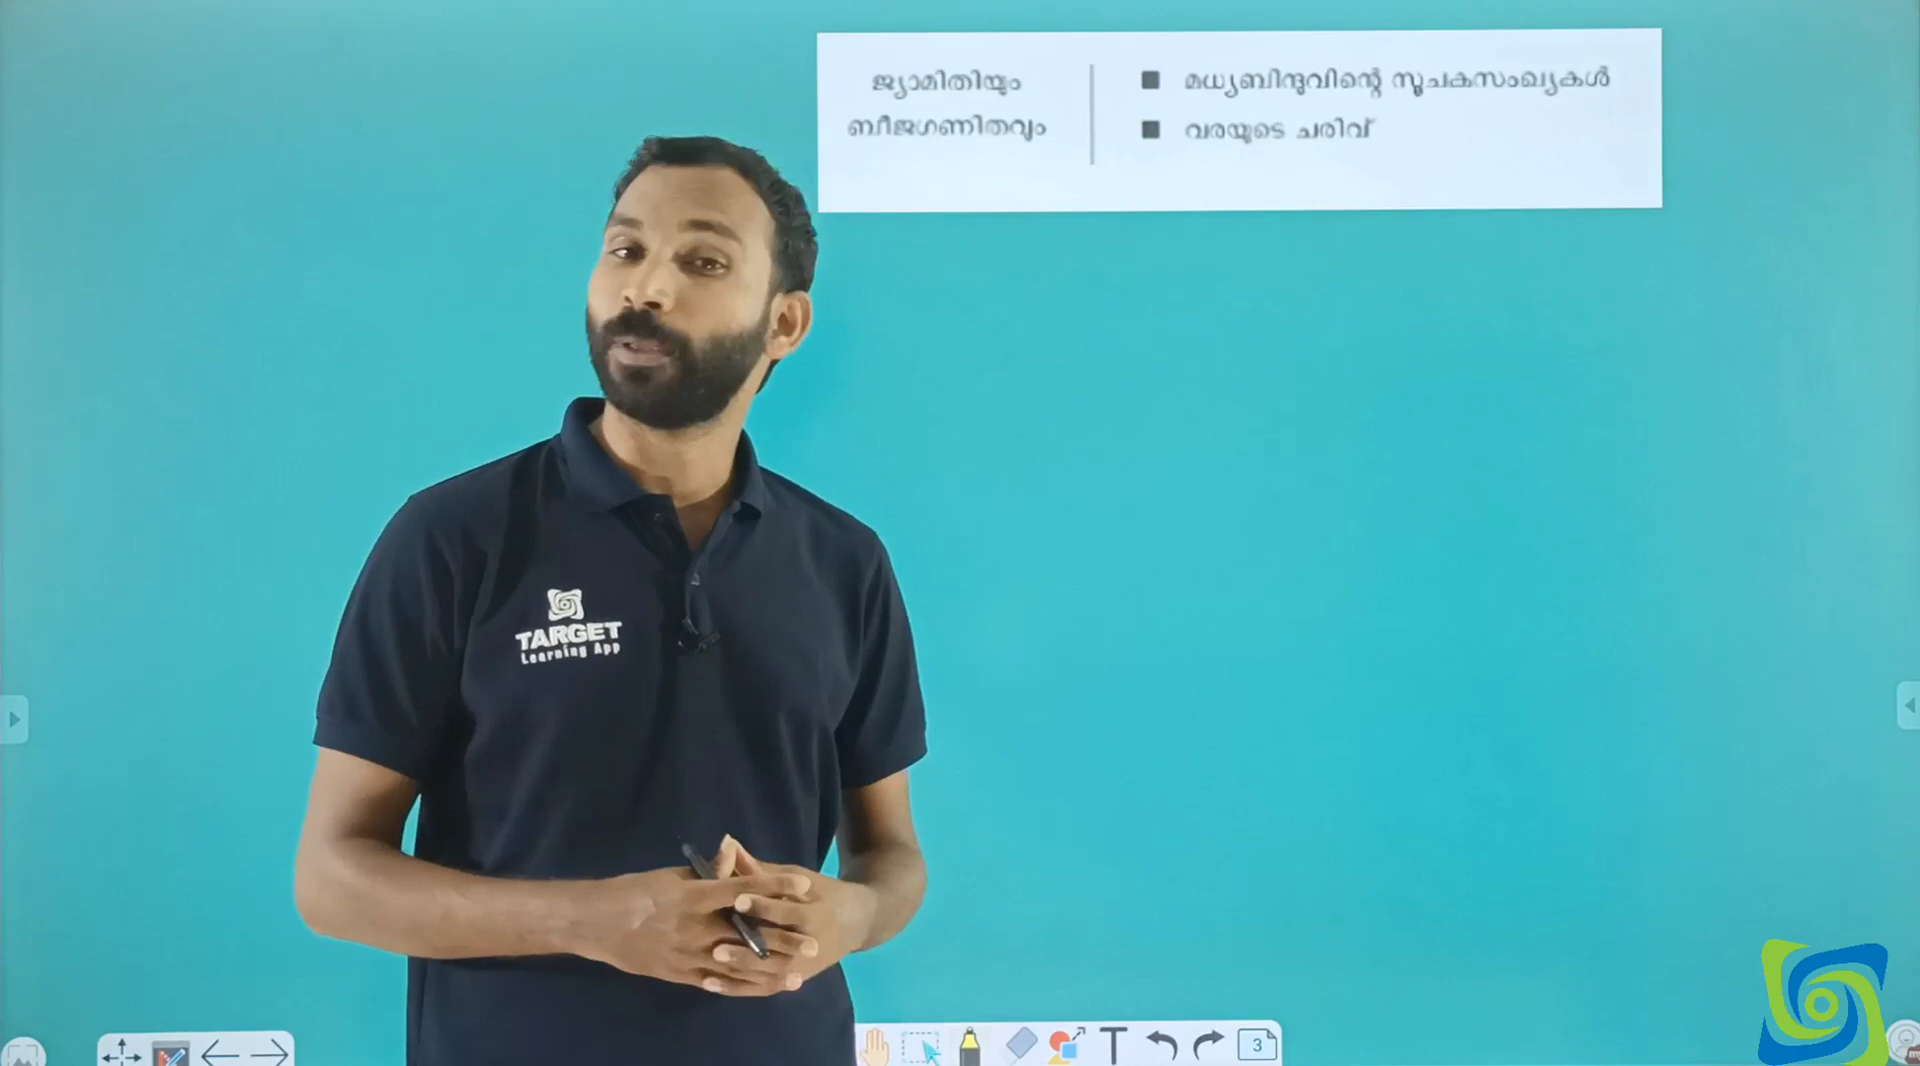 ജ്യാമിതിയും
ബീജഗണിതവും
■ മധ്യബിന്ദുവിന്റെ സൂചകസംഖ്യകൾ
■ വരയുടെ ചരിവ്
TARGET
Learning App
T
3